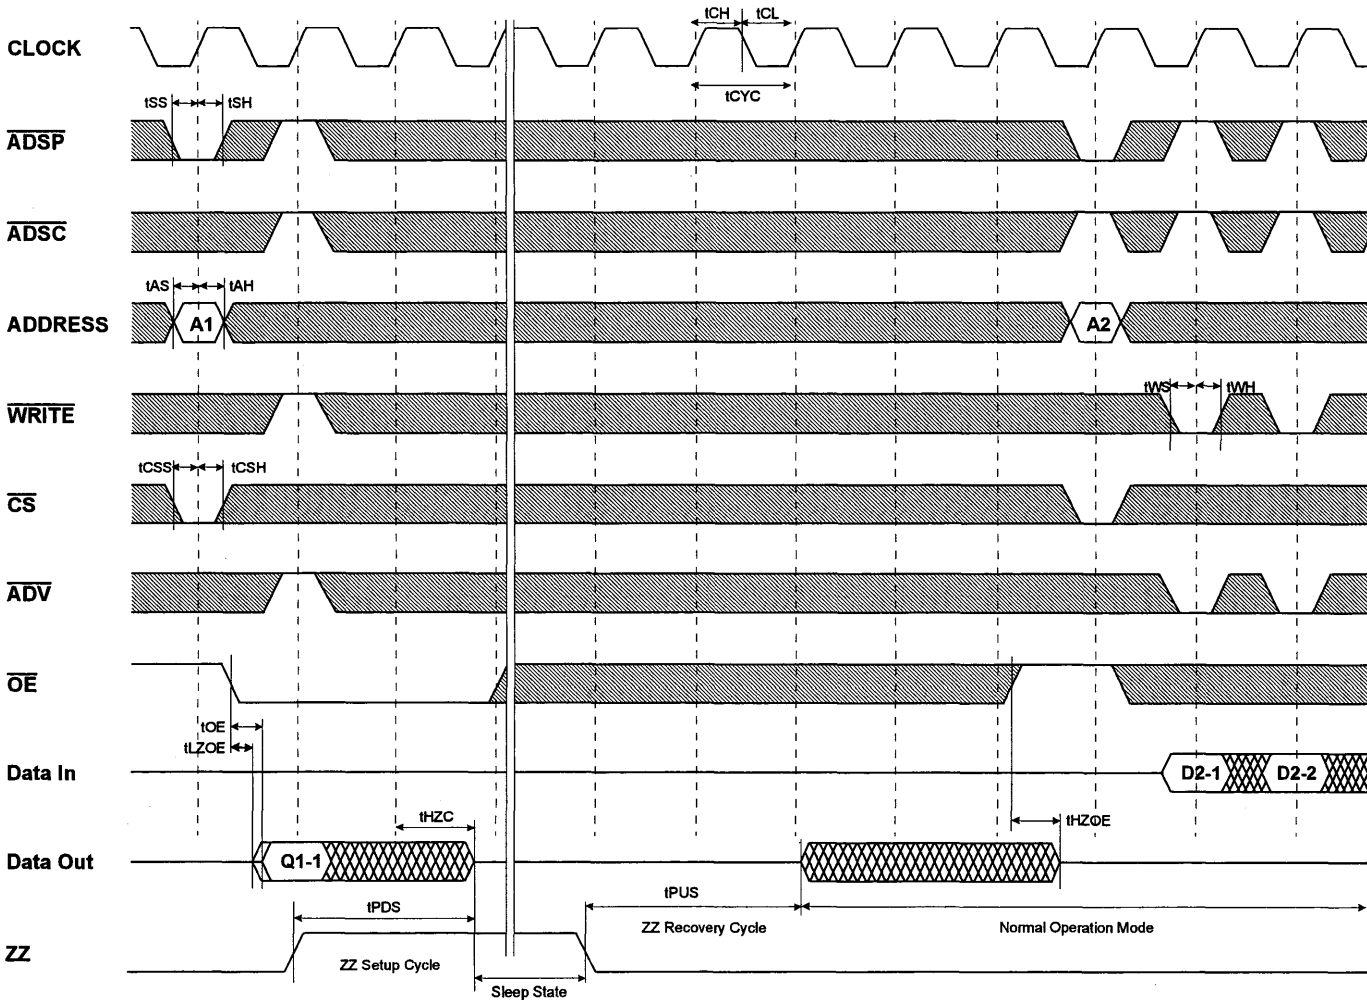 tCH tCL
CLOCK
tCYC
tSS tSH
ADSP
ADSC
tAS tAH
ADDRESS A1 A2
tWS tWH
WRITE
tCSS tCSH
CS
ADV
OE
tOE
tLZOE
Data In D2-1 D2-2
tHZC tHZOE
Data Out Q1-1
tPDS tPUS
ZZ Recovery Cycle Normal Operation Mode
ZZ ZZ Setup Cycle
Sleep State